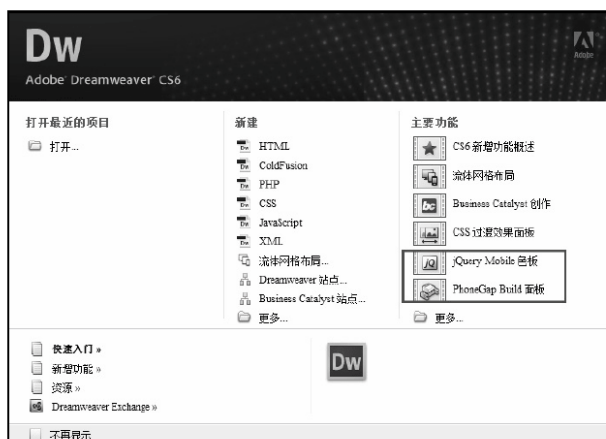 Dw
Adobe® Dreamweaver® CS6
Adobe
打开最近的项目
打开...
新建
HTML
ColdFusion
PHP
CSS
JavaScript
XML
流体网格布局...
Dreamweaver 站点...
Business Catalyst 站点...
更多...
主要功能
CS6 新增功能概述
流体网格布局
Business Catalyst 创作
CSS 过渡效果面板
jQuery Mobile 色板
PhoneGap Build 面板
更多...
快速入门 »
新增功能 »
资源 »
Dreamweaver Exchange »
Dw
不再显示